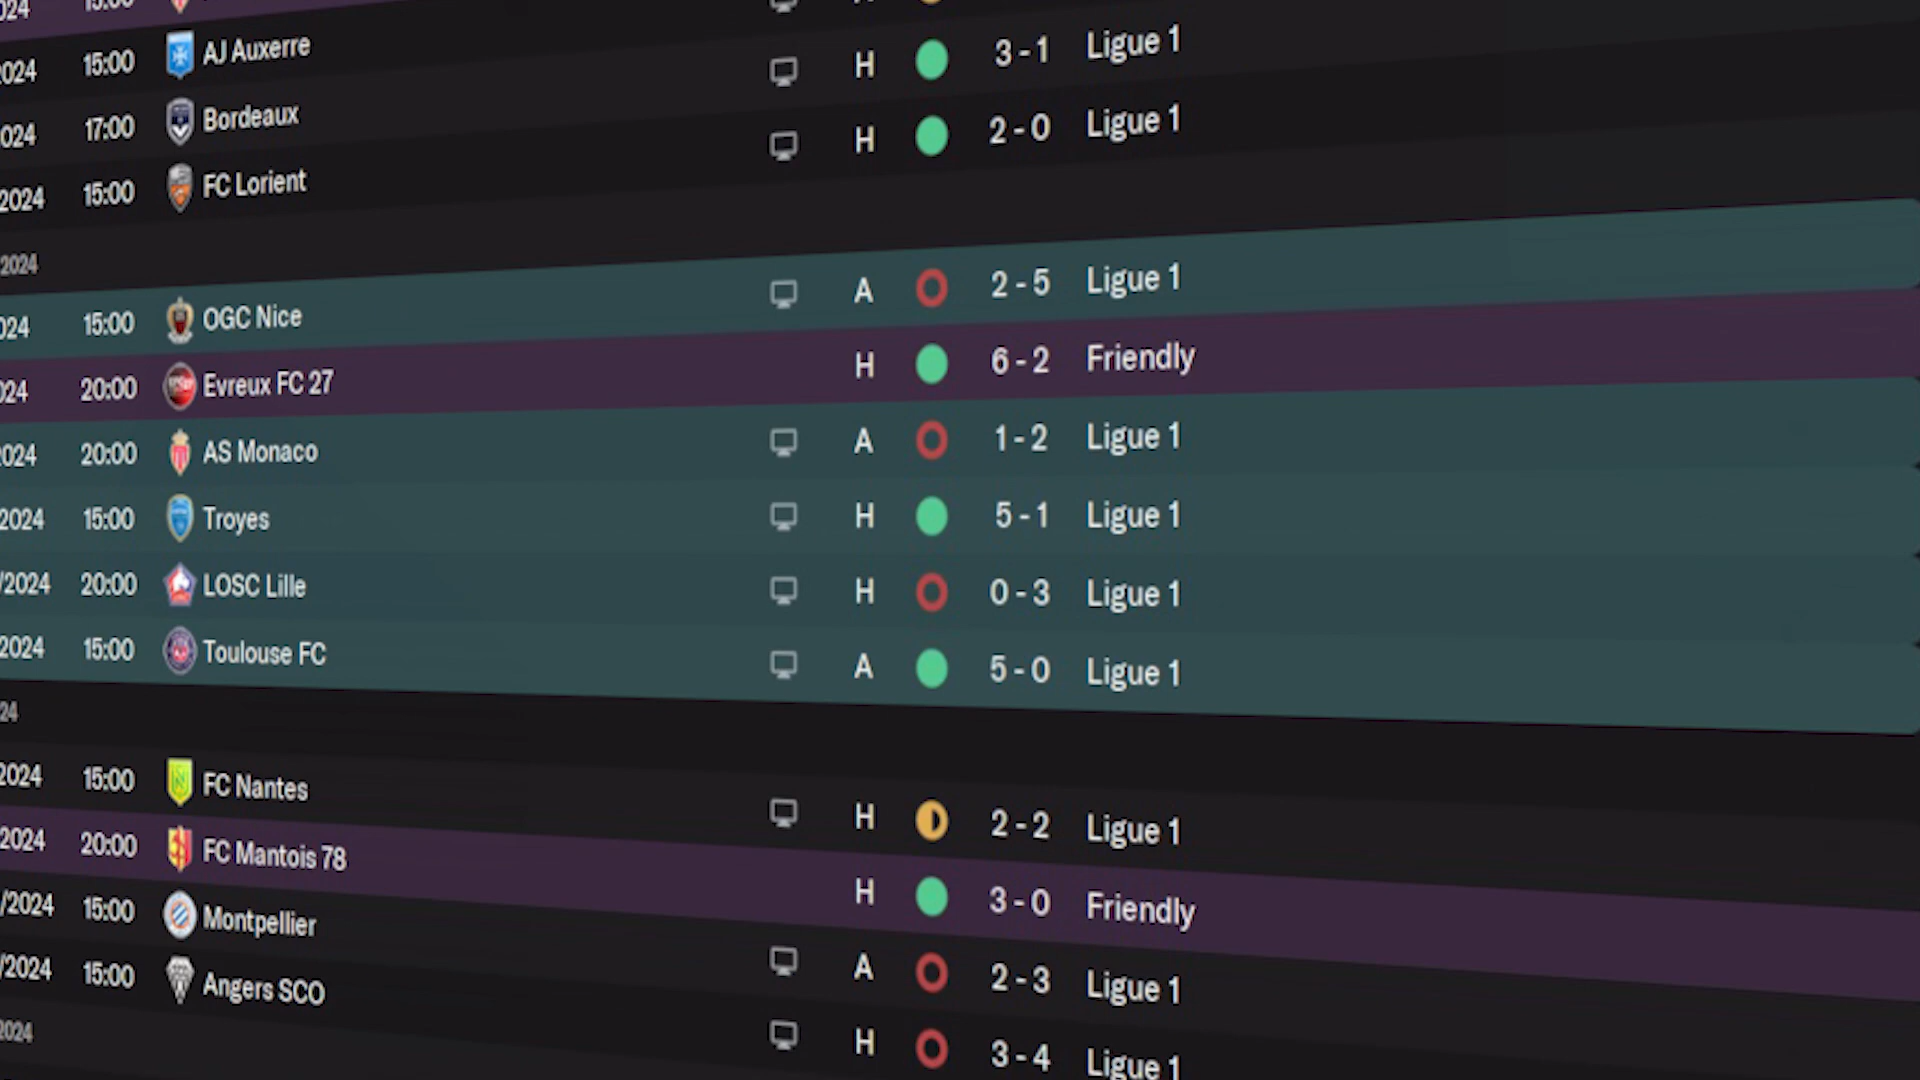 024 15:00
024 15:00 AJ Auxerre
024 17:00 Bordeaux H 3 - 1 Ligue 1
2024 15:00 FC Lorient H 2 - 0 Ligue 1
2024
024 15:00 OGC Nice A 2 - 5 Ligue 1
024 20:00 Evreux FC 27 H 6 - 2 Friendly
024 20:00 AS Monaco A 1 - 2 Ligue 1
2024 15:00 Troyes H 5 - 1 Ligue 1
/2024 20:00 LOSC Lille H 0 - 3 Ligue 1
2024 15:00 Toulouse FC A 5 - 0 Ligue 1
24
2024 15:00 FC Nantes H 2 - 2 Ligue 1
2024 20:00 FC Mantois 78 H 3 - 0 Friendly
/2024 15:00 Montpellier A 2 - 3 Ligue 1
/2024 15:00 Angers SCO H 3 - 4 Ligue 1
2024